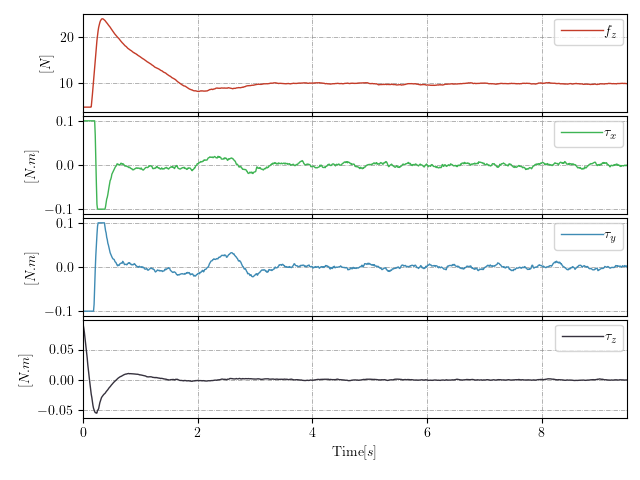 [N]
20
10
f_z
[N.m]
0.1
0.0
−0.1
τ_x
[N.m]
0.1
0.0
−0.1
τ_y
[N.m]
0.05
0.00
−0.05
τ_z
0 2 4 6 8
Time[s]